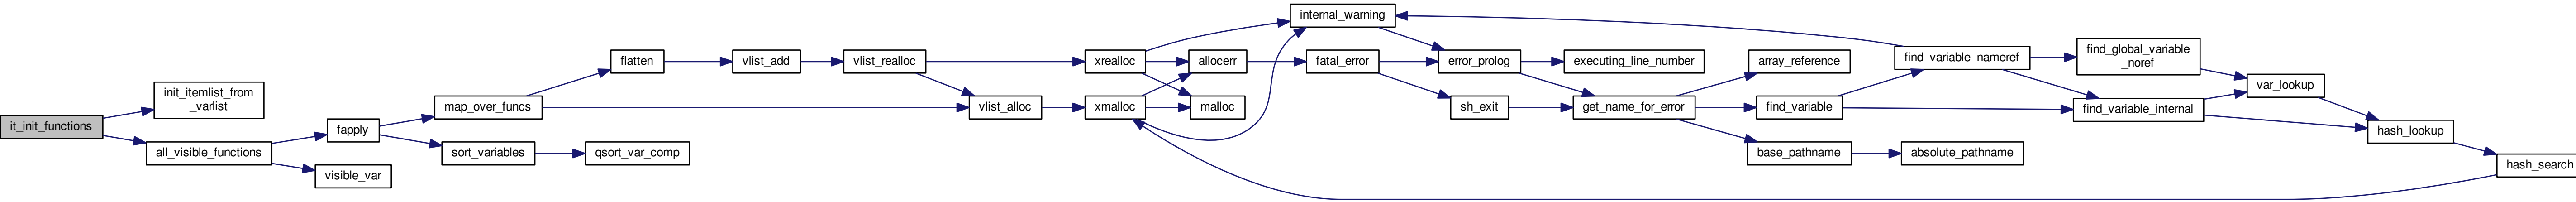 it_init_functions
init_itemlist_from
_varlist
all_visible_functions
fapply
visible_var
map_over_funcs
sort_variables
flatten
qsort_var_comp
vlist_add
vlist_realloc
vlist_alloc
xrealloc
xmalloc
allocerr
malloc
internal_warning
fatal_error
error_prolog
sh_exit
executing_line_number
get_name_for_error
array_reference
find_variable
base_pathname
absolute_pathname
find_variable_nameref
find_global_variable
_noref
find_variable_internal
var_lookup
hash_lookup
hash_search